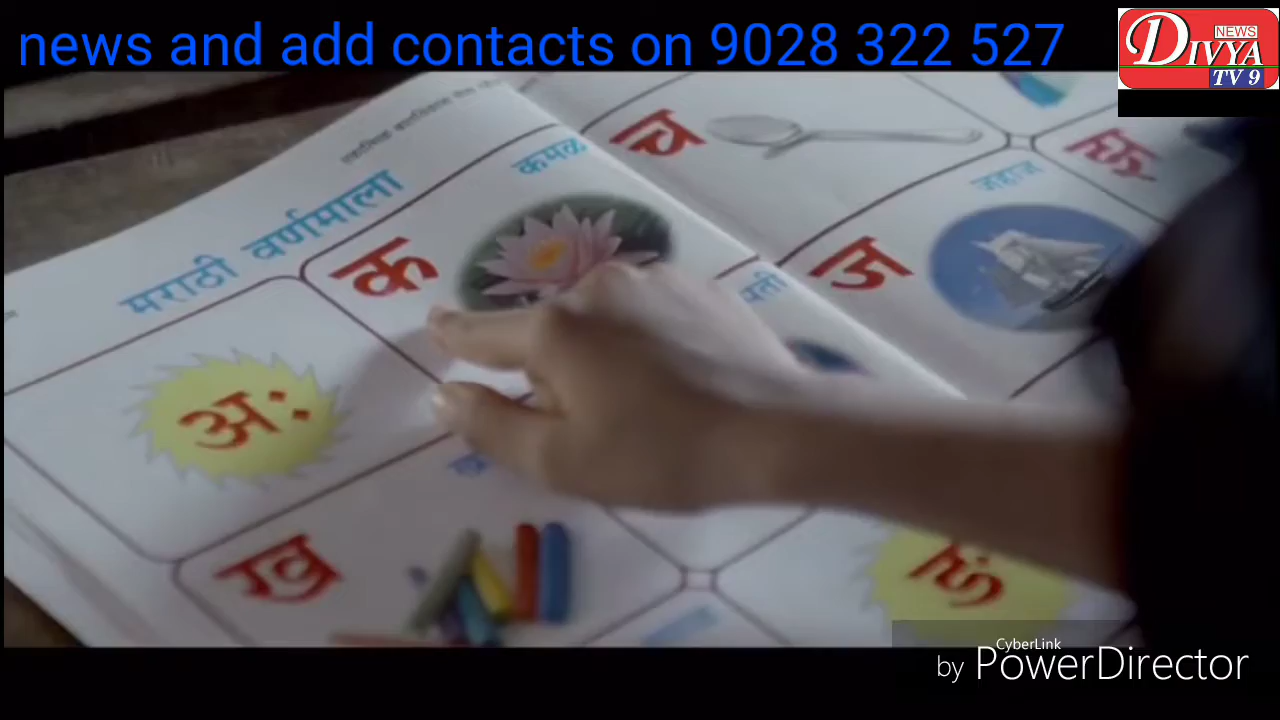 news and add contacts on 9028 322 527
NEWS
DIVYA
TV 9
मराठी वर्णमाला
कमळ
क
च
जहाज
ज
झ
अः
ख
ङ
CyberLink
by PowerDirector